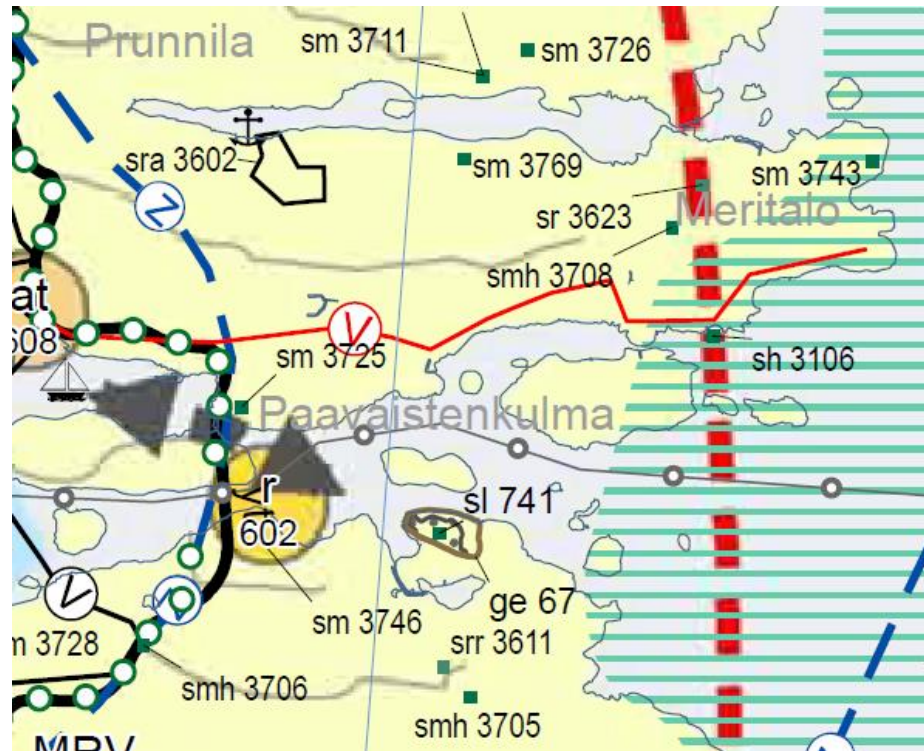 Prunnila
sm 3711
sm 3726
sra 3602
sm 3769
sm 3743
sr 3623
Meritalo
smh 3708
at
608
V
sm 3725
sh 3106
Paavaistenkulma
sl 741
r
602
ge 67
V
m 3728
sm 3746
srr 3611
smh 3706
smh 3705
MRV